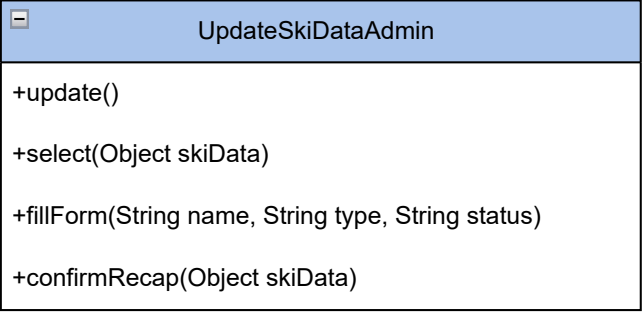 UpdateSkiDataAdmin
+update()
+select(Object skiData)
+fillForm(String name, String type, String status)
+confirmRecap(Object skiData)